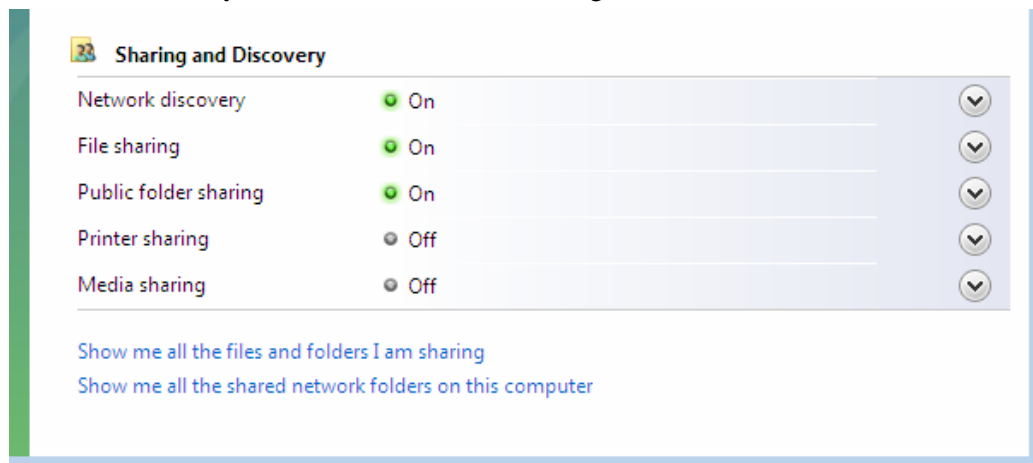 Sharing and Discovery
Network discovery On
File sharing On
Public folder sharing On
Printer sharing Off
Media sharing Off
Show me all the files and folders I am sharing
Show me all the shared network folders on this computer